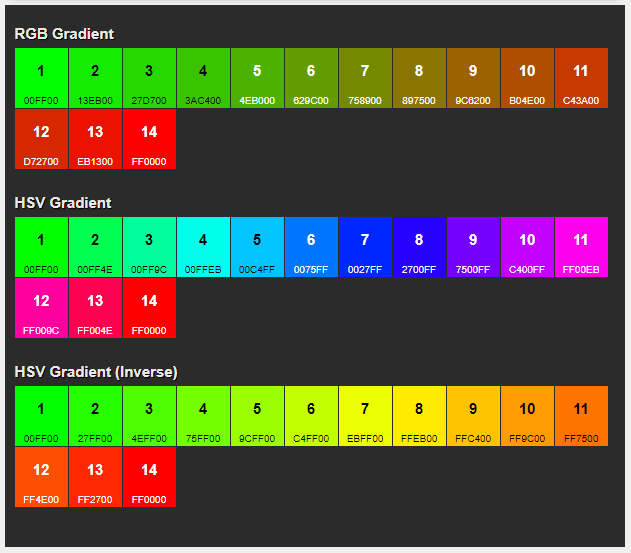 RGB Gradient
1 2 3 4 5 6 7 8 9 10 11
00FF00 13EB00 27D700 3AC400 4EB000 629C00 758900 897500 9C6200 B04E00 C43A00
12 13 14
D72700 EB1300 FF0000
HSV Gradient
1 2 3 4 5 6 7 8 9 10 11
00FF00 00FF4E 00FF9C 00FFEB 00C4FF 0075FF 0027FF 2700FF 7500FF C400FF FF00EB
12 13 14
FF009C FF004E FF0000
HSV Gradient (Inverse)
1 2 3 4 5 6 7 8 9 10 11
00FF00 27FF00 4EFF00 75FF00 9CFF00 C4FF00 EBFF00 FFEB00 FFC400 FF9C00 FF7500
12 13 14
FF4E00 FF2700 FF0000